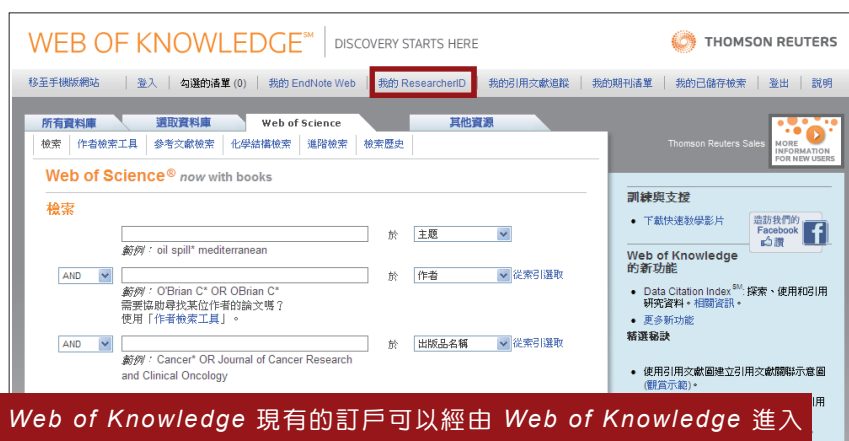 WEB OF KNOWLEDGE℠ DISCOVERY STARTS HERE
THOMSON REUTERS
移至手機版網站 登入 勾選的清單 (0) 我的 EndNote Web 我的 ResearcherID 我的引用文獻追蹤 我的期刊清單 我的已儲存檢索 登出 說明
所有資料庫 選取資料庫 Web of Science 其他資源
檢索 作者檢索工具 參考文獻檢索 化學結構檢索 進階檢索 檢索歷史
Thomson Reuters Sales
MORE
INFORMATION
FOR NEW USERS
Web of Science® now with books
檢索
於 主題
範例：oil spill* mediterranean
AND 於 作者 從索引選取
範例：O'Brian C* OR OBrian C*
需要協助尋找某位作者的論文嗎？
使用「作者檢索工具」。
AND 於 出版品名稱 從索引選取
範例：Cancer* OR Journal of Cancer Research
and Clinical Oncology
訓練與支援
• 下載快速教學影片
造訪我們的
Facebook
讚
Web of Knowledge
的新功能
• Data Citation Index℠: 探索、使用和引用
研究資料。相關資訊。
• 更多新功能
精選秘訣
• 使用引用文獻圖建立引用文獻關聯示意圖
(觀賞示範)。
用
Web of Knowledge 現有的訂戶可以經由 Web of Knowledge 進入